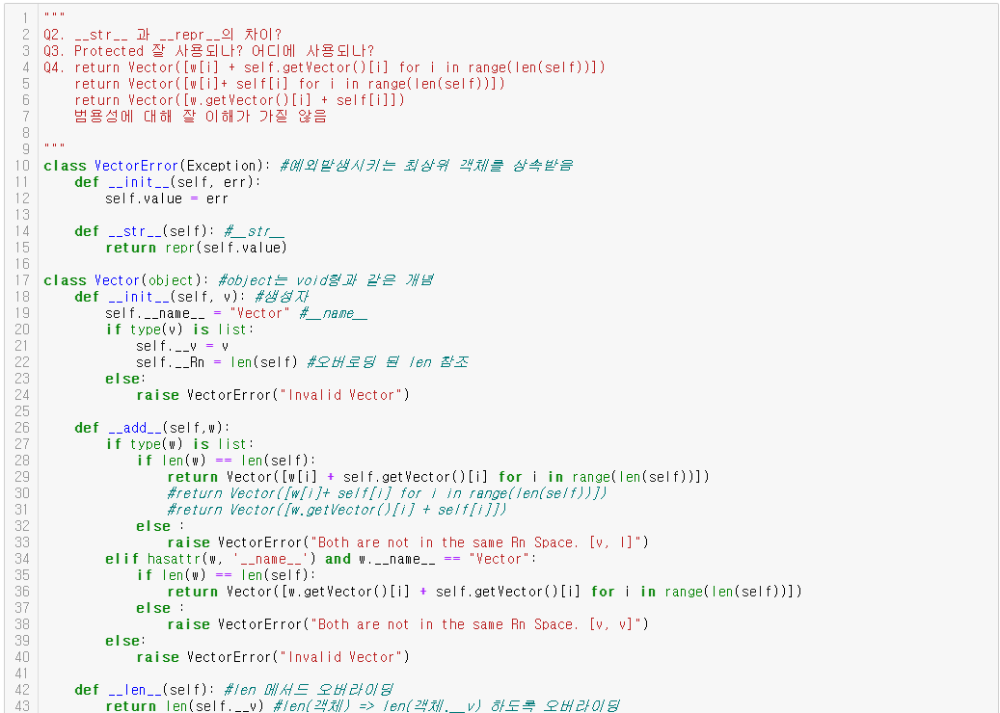 1 """
2 Q2. __str__ 과 __repr__의 차이?
3 Q3. Protected 잘 사용되나? 어디에 사용되나?
4 Q4. return Vector([w[i] + self.getVector()[i] for i in range(len(self))])
5     return Vector([w[i]+ self[i] for i in range(len(self))])
6     return Vector([w.getVector()[i] + self[i]])
7     범용성에 대해 잘 이해가 가질 않음
8
9 """
10 class VectorError(Exception): #예외발생시키는 최상위 객체를 상속받음
11     def __init__(self, err):
12         self.value = err
13
14     def __str__(self): #__str__
15         return repr(self.value)
16
17 class Vector(object): #object는 void형과 같은 개념
18     def __init__(self, v): #생성자
19         self.__name__ = "Vector" #__name__
20         if type(v) is list:
21             self.__v = v
22             self.__Rn = len(self) #오버로딩 된 len 참조
23         else:
24             raise VectorError("Invalid Vector")
25
26     def __add__(self,w):
27         if type(w) is list:
28             if len(w) == len(self):
29                 return Vector([w[i] + self.getVector()[i] for i in range(len(self))])
30                 #return Vector([w[i]+ self[i] for i in range(len(self))])
31                 #return Vector([w.getVector()[i] + self[i]])
32             else :
33                 raise VectorError("Both are not in the same Rn Space. [v, l]")
34         elif hasattr(w, '__name__') and w.__name__ == "Vector":
35             if len(w) == len(self):
36                 return Vector([w.getVector()[i] + self.getVector()[i] for i in range(len(self))])
37             else :
38                 raise VectorError("Both are not in the same Rn Space. [v, v]")
39         else:
40             raise VectorError("Invalid Vector")
41
42     def __len__(self): #len 메서드 오버라이딩
43         return len(self.__v) #len(객체) => len(객체.__v) 하도록 오버라이딩